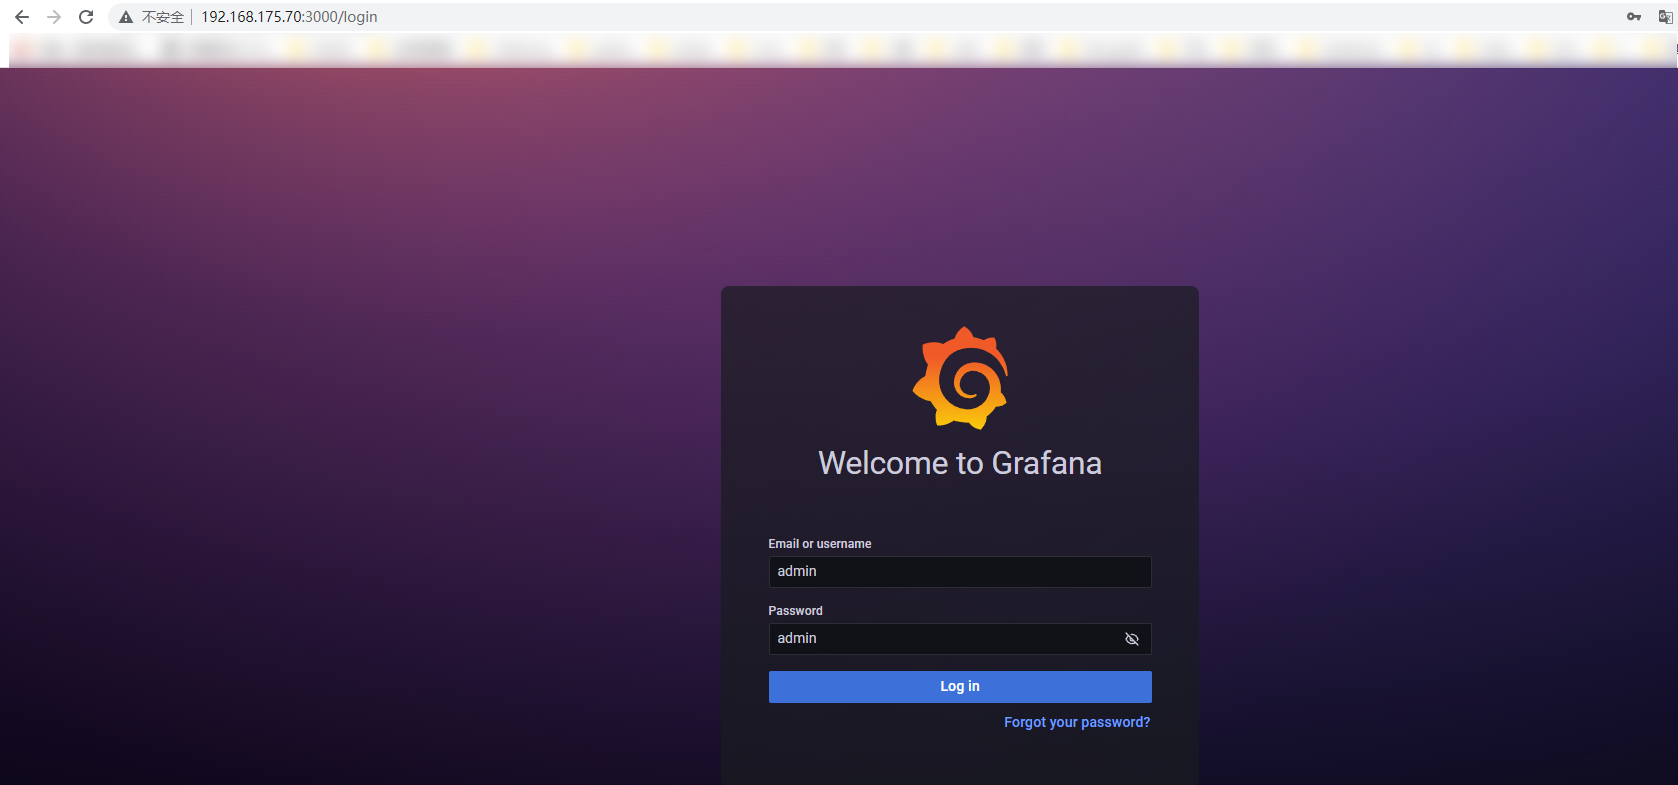 不安全 192.168.175.70:3000/login
Welcome to Grafana
Email or username
admin
Password
admin
Log in
Forgot your password?